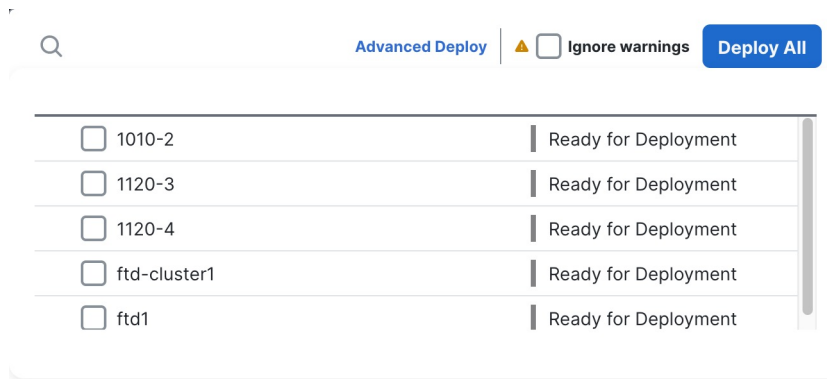 Advanced Deploy Ignore warnings Deploy All
1010-2 Ready for Deployment
1120-3 Ready for Deployment
1120-4 Ready for Deployment
ftd-cluster1 Ready for Deployment
ftd1 Ready for Deployment